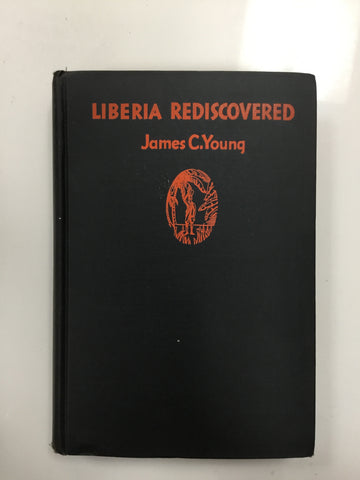 LIBERIA REDISCOVERED
James C. Young